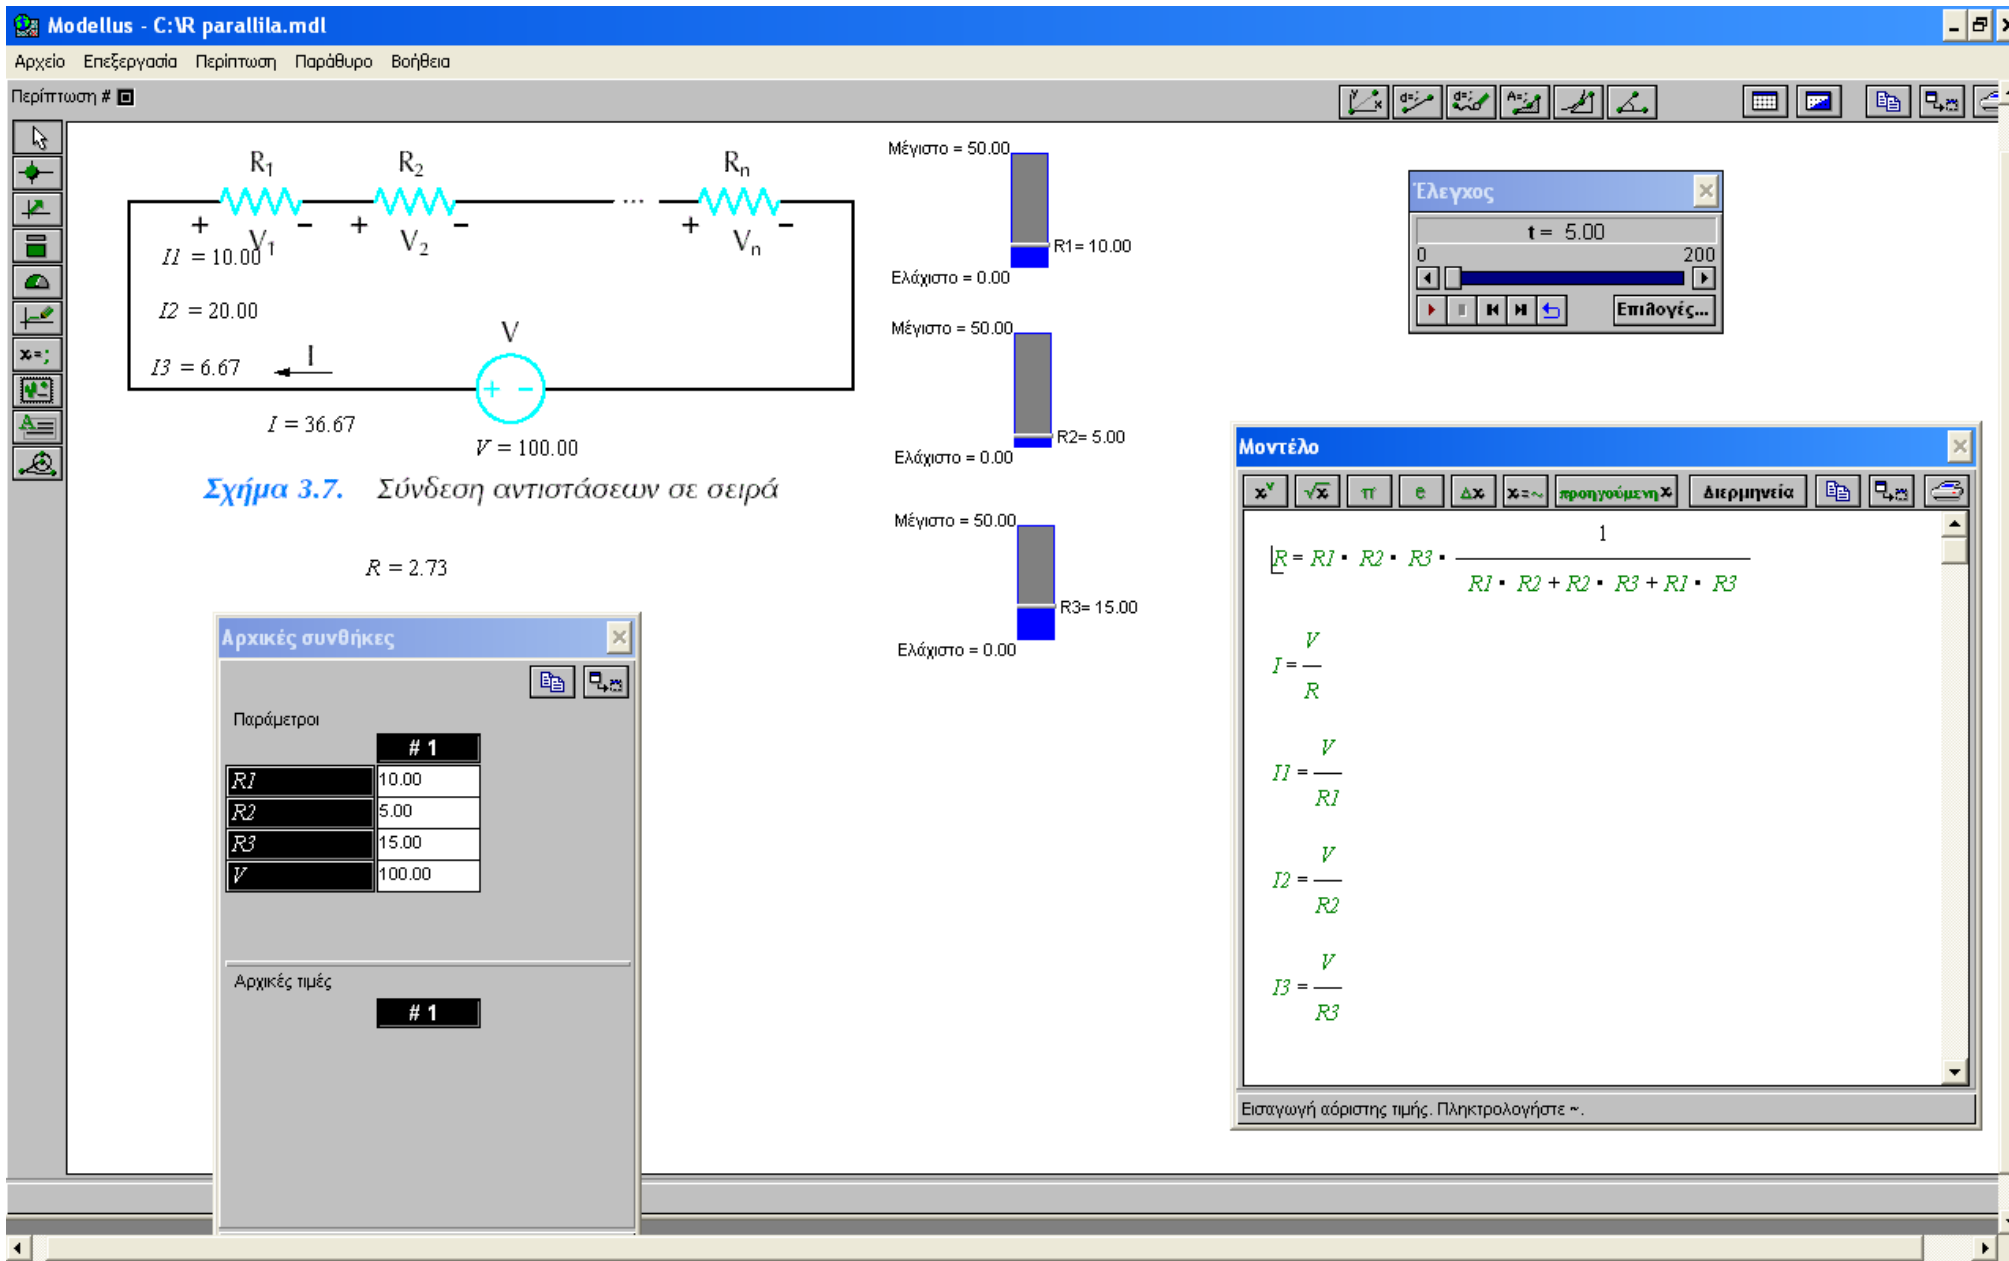 Modellus - C:\R parallila.mdl
Αρχείο Επεξεργασία Περίπτωση Παράθυρο Βοήθεια
Περίπτωση #
R1 R2 ... Rn
+ V1 - + V2 - + Vn -
I1 = 10.00
I2 = 20.00
I3 = 6.67
I
V
+ -
I = 36.67
V = 100.00
Σχήμα 3.7. Σύνδεση αντιστάσεων σε σειρά
R = 2.73
Μέγιστο = 50.00
R1= 10.00
Ελάχιστο = 0.00
Μέγιστο = 50.00
R2= 5.00
Ελάχιστο = 0.00
Μέγιστο = 50.00
R3= 15.00
Ελάχιστο = 0.00
Έλεγχος
t = 5.00
0 200
Επιλογές...
Αρχικές συνθήκες
Παράμετροι
# 1
R1 10.00
R2 5.00
R3 15.00
V 100.00
Αρχικές τιμές
# 1
Μοντέλο
x^v √x π e Δx x=~ προηγούμενη x Διερμηνεία
R = R1 · R2 · R3 · 1 / (R1 · R2 + R2 · R3 + R1 · R3)
I = V / R
I1 = V / R1
I2 = V / R2
I3 = V / R3
Εισαγωγή αόριστης τιμής. Πληκτρολογήστε ~.